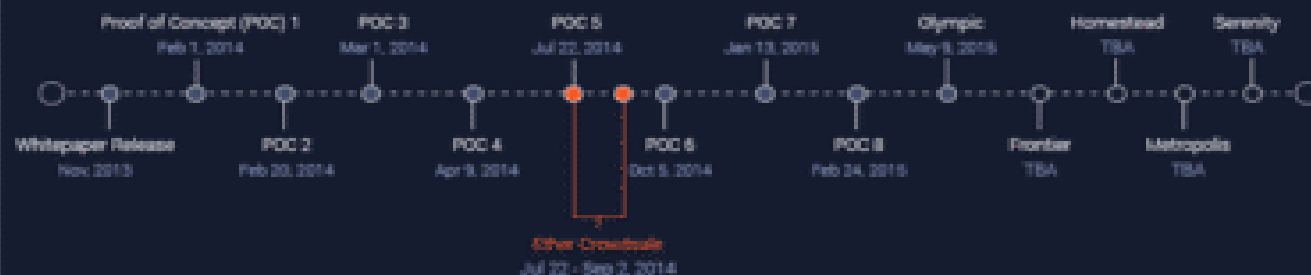 Proof of Concept (POC) 1
Feb 1, 2014
POC 3
Mar 1, 2014
POC 5
Jul 22, 2014
POC 7
Jan 13, 2015
Olympic
May 9, 2015
Homestead
TBA
Serenity
TBA
Whitepaper Release
Nov, 2013
POC 2
Feb 20, 2014
POC 4
Apr 9, 2014
POC 6
Oct 5, 2014
POC 8
Feb 24, 2015
Frontier
TBA
Metropolis
TBA
Ether Crowdsale
Jul 22 - Sep 2, 2014